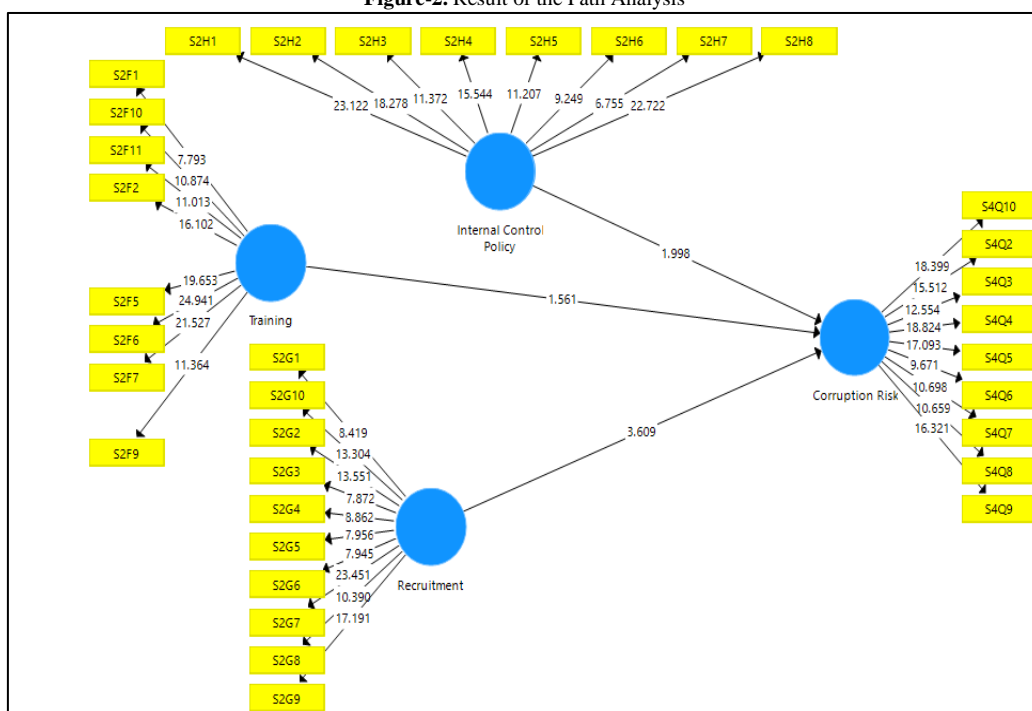 Figure-2. Result of the Path Analysis
S2H1
S2H2
S2H3
S2H4
S2H5
S2H6
S2H7
S2H8
23.122
18.278
11.372
15.544
11.207
9.249
6.755
22.722
Internal Control
Policy
S2F1
S2F10
S2F11
S2F2
S2F5
S2F6
S2F7
S2F9
7.793
10.874
11.013
16.102
19.653
24.941
21.527
11.364
Training
1.998
1.561
3.609
S2G1
S2G10
S2G2
S2G3
S2G4
S2G5
S2G6
S2G7
S2G8
S2G9
8.419
13.304
13.551
7.872
8.862
7.956
7.945
23.451
10.390
17.191
Recruitment
S4Q10
S4Q2
S4Q3
S4Q4
S4Q5
S4Q6
S4Q7
S4Q8
S4Q9
18.399
15.512
12.554
18.824
17.093
9.671
10.698
10.659
16.321
Corruption Risk